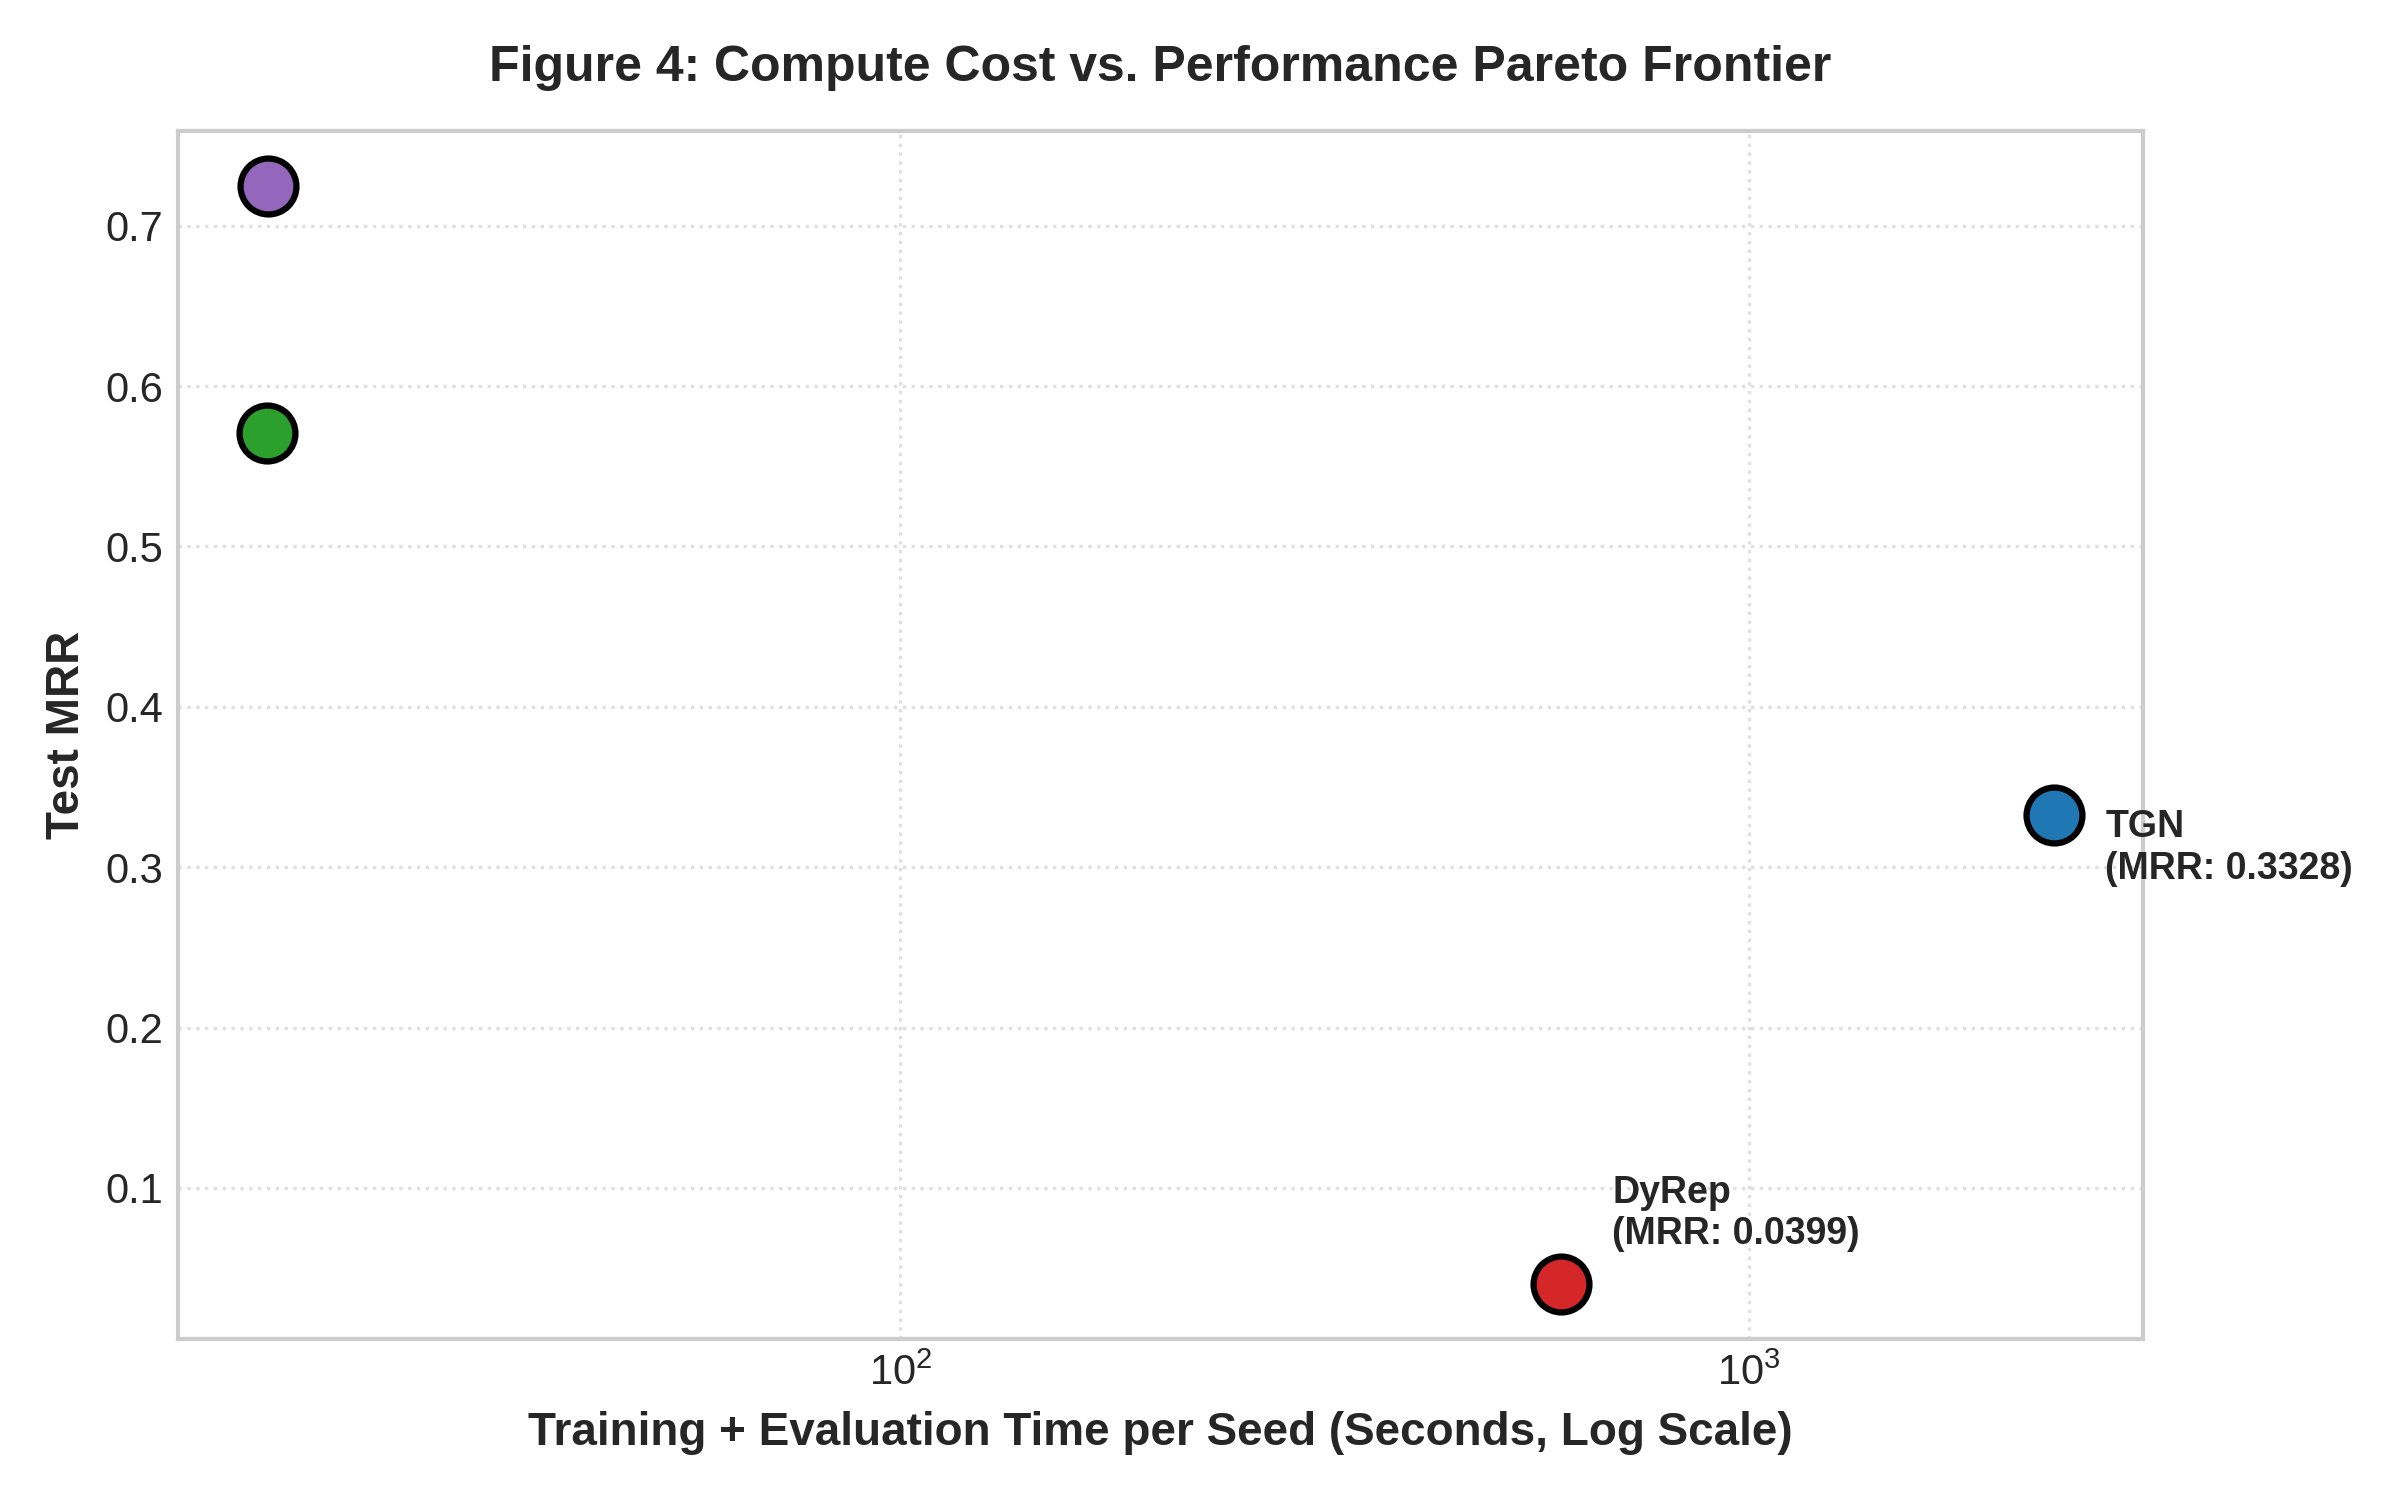 Figure 4: Compute Cost vs. Performance Pareto Frontier
0.7
0.6
0.5
0.4
0.3
0.2
0.1
Test MRR
TGN
(MRR: 0.3328)
DyRep
(MRR: 0.0399)
10²
10³
Training + Evaluation Time per Seed (Seconds, Log Scale)